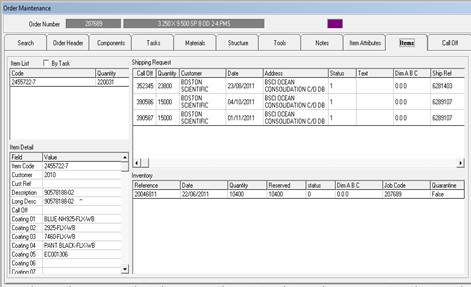 Order Maintenance
Order Number 207689 3.250 X 9.500 SP 8 OD 2-4 PMS
Search Order Header Components Tasks Materials Structure Tools Notes Item Attributes Items Call Off
Item List By Task
Code Quantity
2455722-7 220031
Shipping Request
Call Off Quantity Customer Date Address Status Text Dim A B C Ship Ref
352345 23800 BOSTON SCIENTIFIC 23/08/2011 BSCI OCEAN CONSOLIDATION C/O DB 1 0 0 0 6281403
390586 15000 BOSTON SCIENTIFIC 04/10/2011 BSCI OCEAN CONSOLIDATION C/O DB 1 0 0 0 6289107
390587 15000 BOSTON SCIENTIFIC 01/11/2011 BSCI OCEAN CONSOLIDATION C/O DB 1 0 0 0 6289107
Item Detail
Field Value
Item Code 2455722-7
Customer 2010
Cust Ref
Description 90578188-02
Long Desc 90578188-02 ~
Call Off
Coating 01 BLUE-NH925-FLX-WB
Coating 02 2925-FLX-WB
Coating 03 7460-FLX-WB
Coating 04 PANT BLACK-FLX-WB
Coating 05 EC001306
Coating 06
Coating 07
Inventory
Reference Date Quantity Reserved status Dim A B C Job Code Quarantine
20046811 22/06/2011 10400 10400 0 0 0 0 207689 False